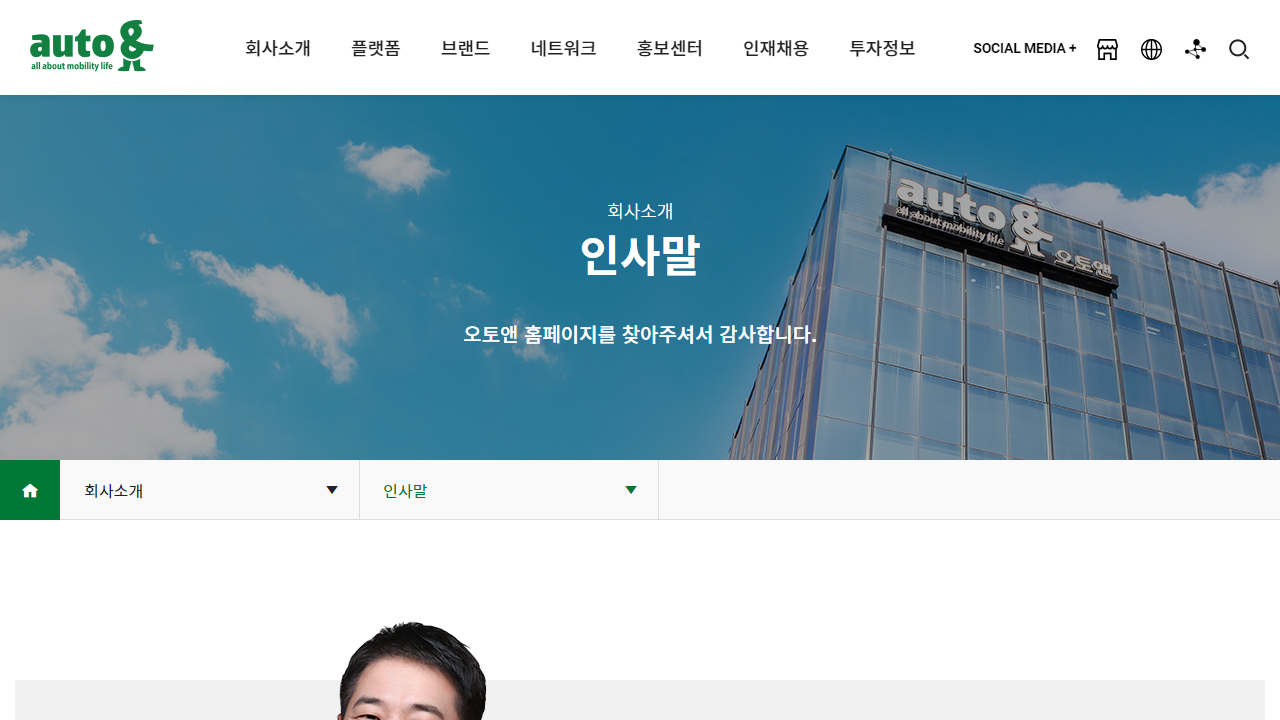 auto&
all about mobility life
회사소개
플랫폼
브랜드
네트워크
홍보센터
인재채용
투자정보
SOCIAL MEDIA +
auto&
all about mobility life
오토앤
회사소개
인사말
오토앤 홈페이지를 찾아주셔서 감사합니다.
회사소개
인사말